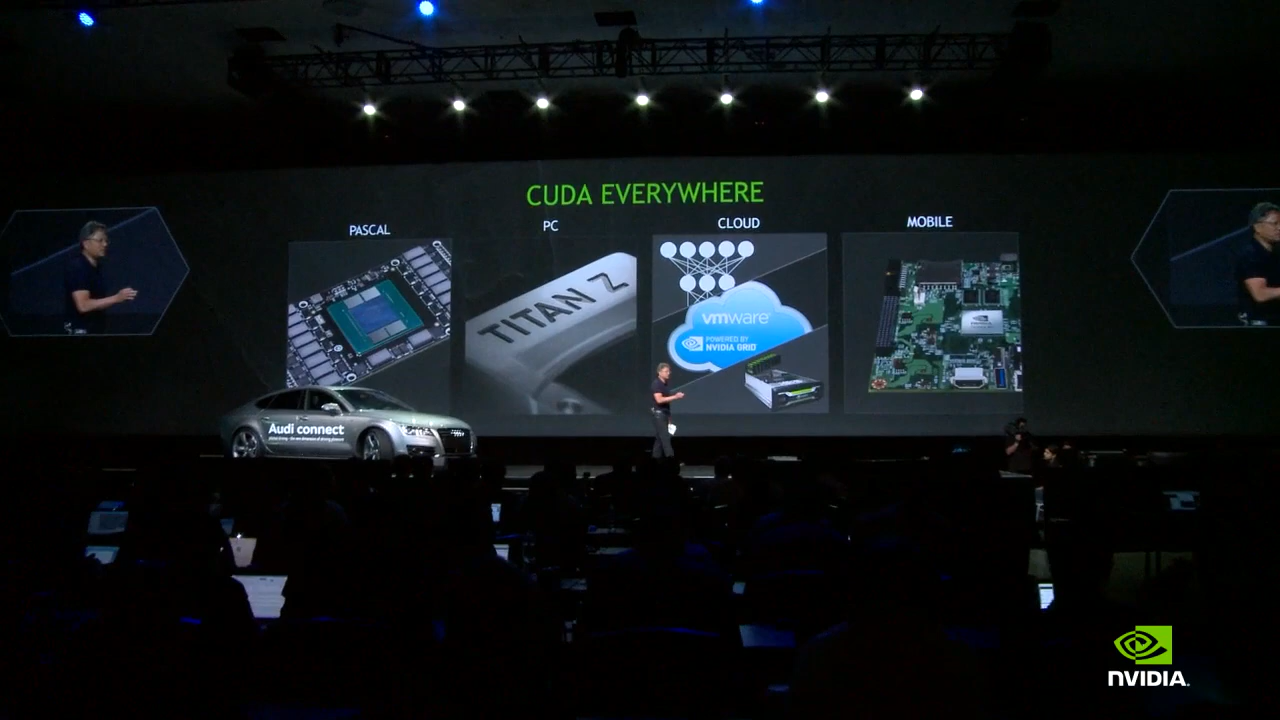 CUDA EVERYWHERE
PASCAL
PC
CLOUD
MOBILE
TITAN Z
vmware
POWERED BY
NVIDIA GRID
Audi connect
NVIDIA.